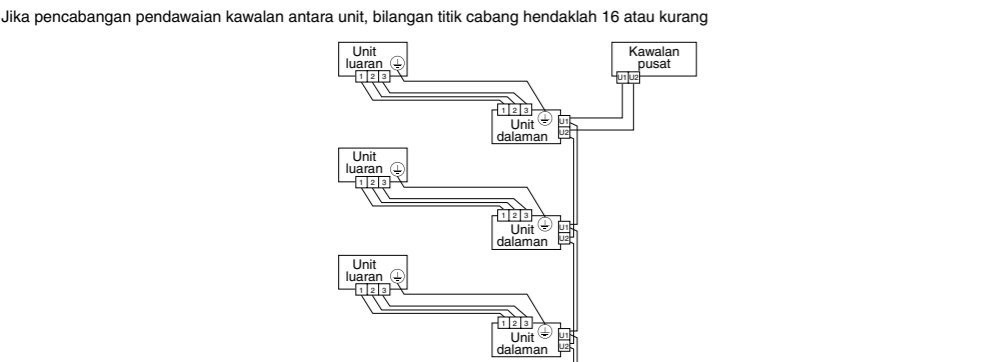 Jika pencabangan pendawaian kawalan antara unit, bilangan titik cabang hendaklah 16 atau kurang
Unit
luaran
1 2 3
Kawalan
pusat
U1 U2
1 2 3
Unit
dalaman
U1
U2
Unit
luaran
1 2 3
1 2 3
Unit
dalaman
U1
U2
Unit
luaran
1 2 3
1 2 3
Unit
dalaman
U1
U2